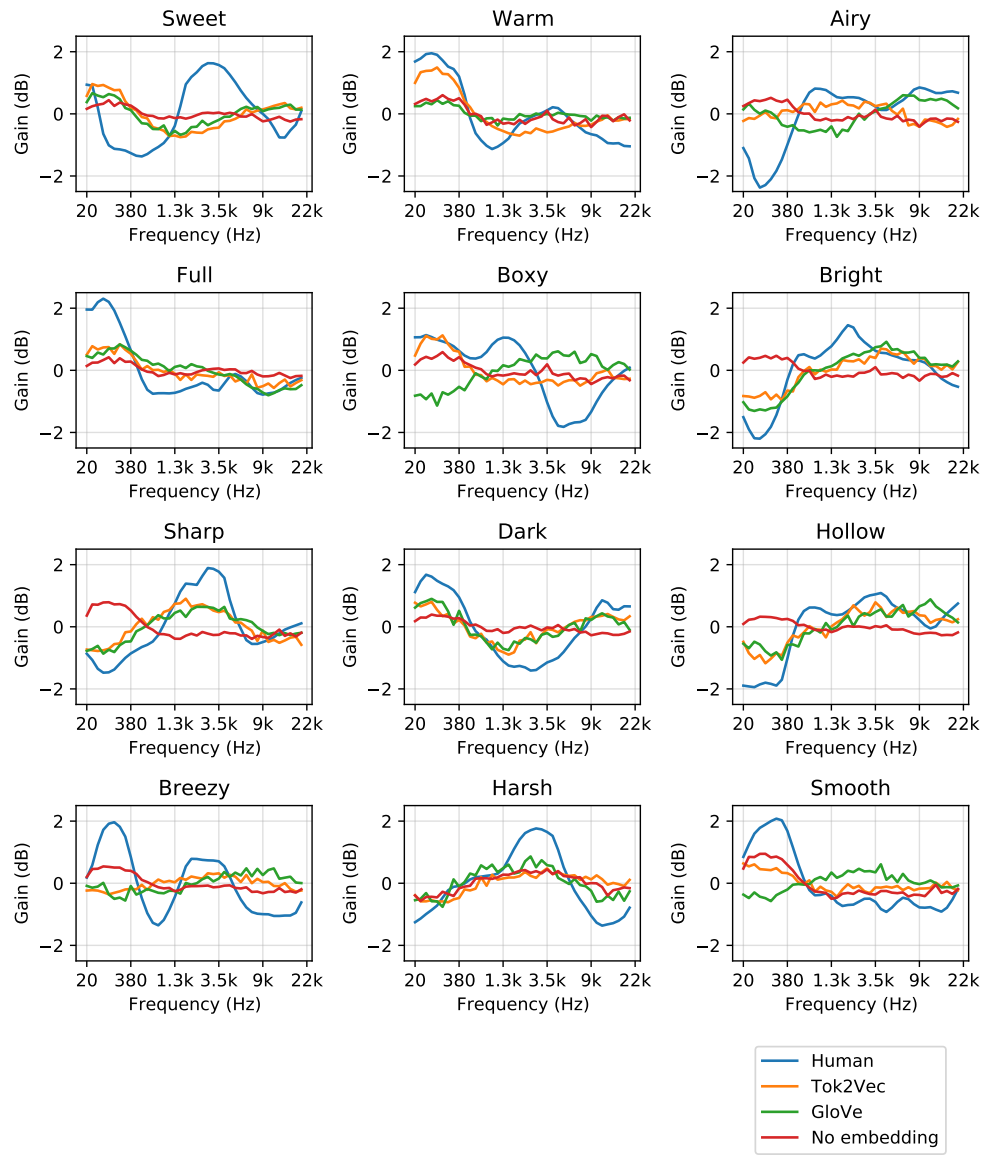 Sweet Warm Airy
Gain (dB) 2 0 −2 Gain (dB) 2 0 −2 Gain (dB) 2 0 −2
20 380 1.3k 3.5k 9k 22k 20 380 1.3k 3.5k 9k 22k 20 380 1.3k 3.5k 9k 22k
Frequency (Hz) Frequency (Hz) Frequency (Hz)
Full Boxy Bright
Gain (dB) 2 0 −2 Gain (dB) 2 0 −2 Gain (dB) 2 0 −2
20 380 1.3k 3.5k 9k 22k 20 380 1.3k 3.5k 9k 22k 20 380 1.3k 3.5k 9k 22k
Frequency (Hz) Frequency (Hz) Frequency (Hz)
Sharp Dark Hollow
Gain (dB) 2 0 −2 Gain (dB) 2 0 −2 Gain (dB) 2 0 −2
20 380 1.3k 3.5k 9k 22k 20 380 1.3k 3.5k 9k 22k 20 380 1.3k 3.5k 9k 22k
Frequency (Hz) Frequency (Hz) Frequency (Hz)
Breezy Harsh Smooth
Gain (dB) 2 0 −2 Gain (dB) 2 0 −2 Gain (dB) 2 0 −2
20 380 1.3k 3.5k 9k 22k 20 380 1.3k 3.5k 9k 22k 20 380 1.3k 3.5k 9k 22k
Frequency (Hz) Frequency (Hz) Frequency (Hz)
Human
Tok2Vec
GloVe
No embedding